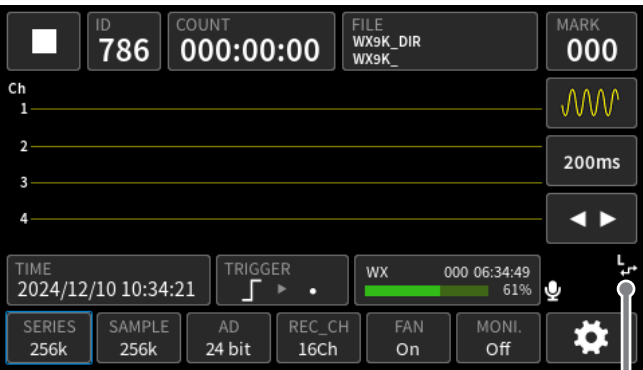 ID
786
COUNT
000:00:00
FILE
WX9K_DIR
WX9K_
MARK
000
Ch
1
2
3
4
200ms
TIME
2024/12/10 10:34:21
TRIGGER
WX 000 06:34:49
61%
L
SERIES
256k
SAMPLE
256k
AD
24 bit
REC_CH
16Ch
FAN
On
MONI.
Off